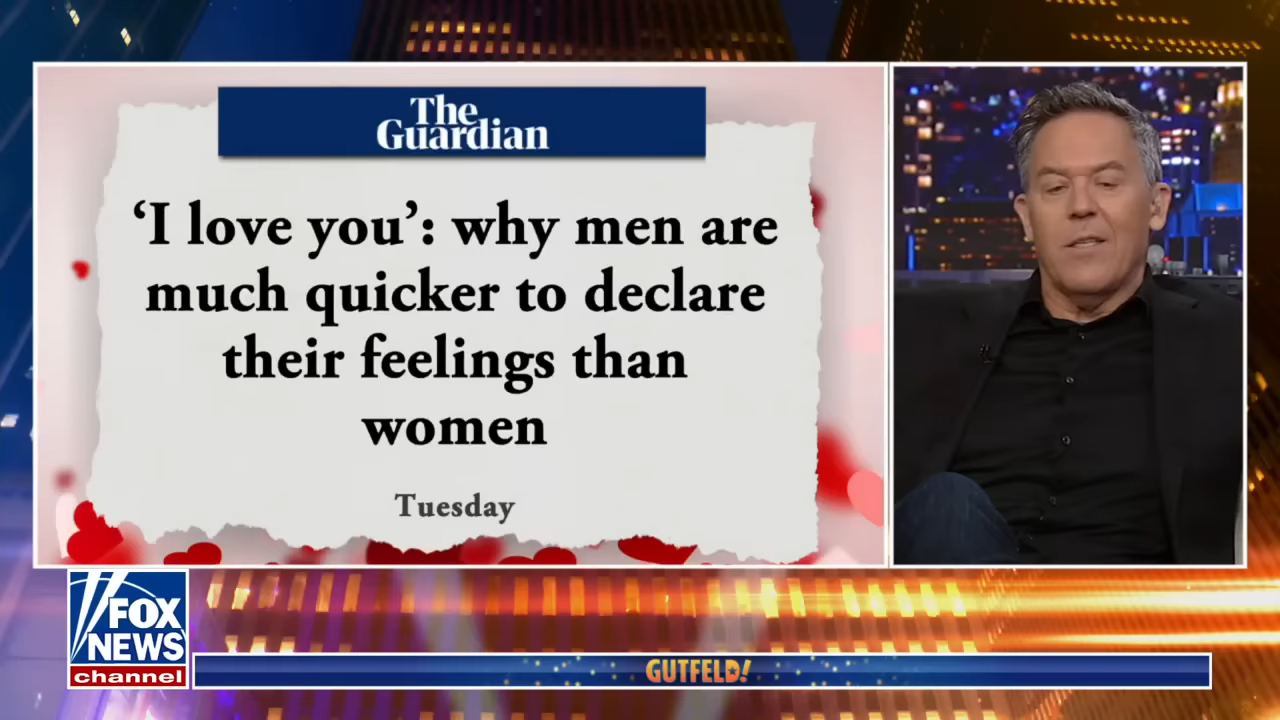 The
Guardian
‘I love you’: why men are
much quicker to declare
their feelings than
women
Tuesday
FOX
NEWS
channel
GUTFELD!